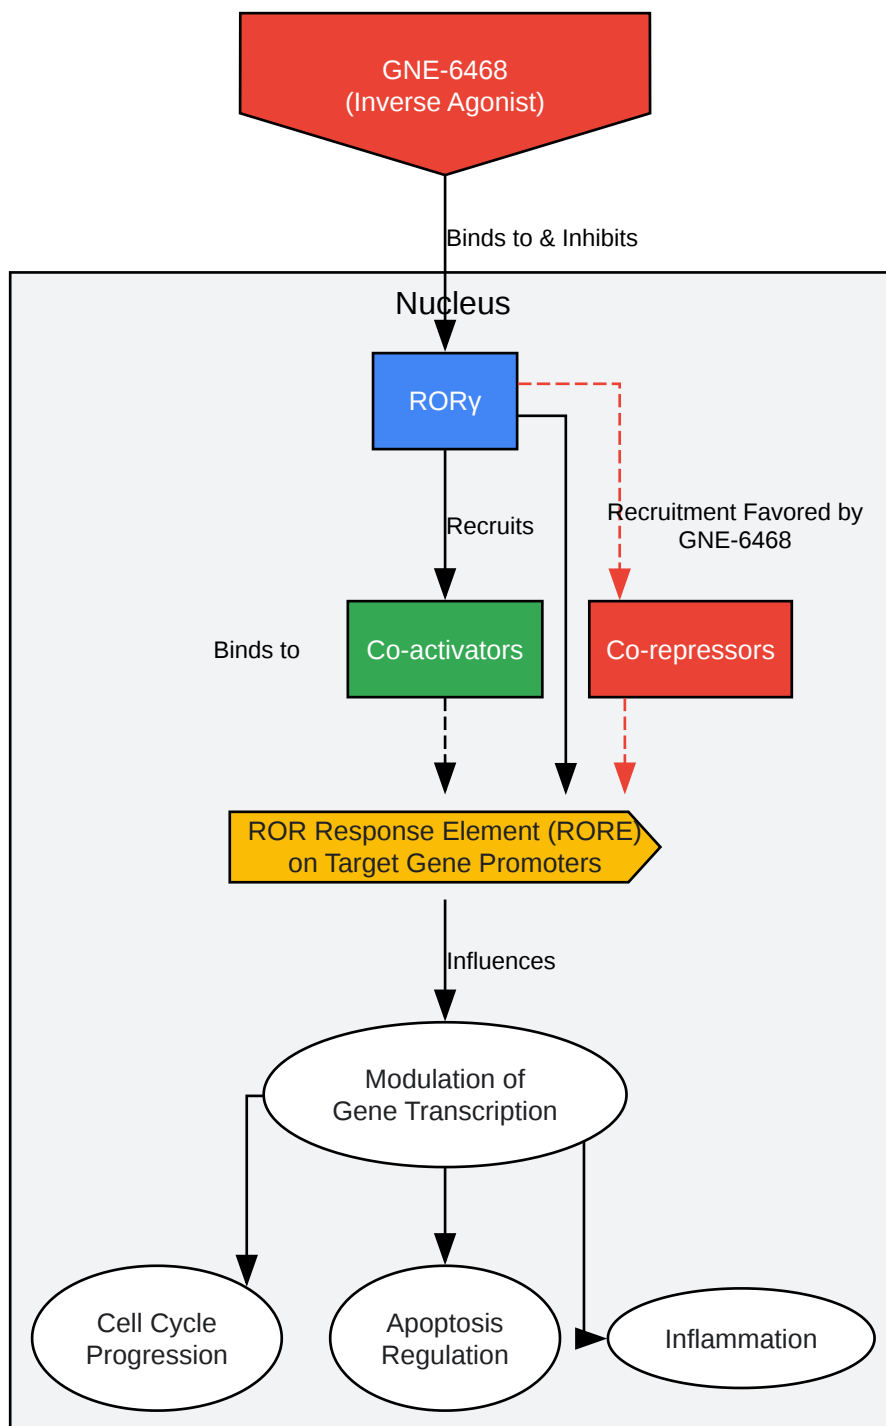 GNE-6468
(Inverse Agonist)
Binds to & Inhibits
Nucleus
RORγ
Recruits
Recruitment Favored by
GNE-6468
Binds to
Co-activators
Co-repressors
ROR Response Element (RORE)
on Target Gene Promoters
Influences
Modulation of
Gene Transcription
Cell Cycle
Progression
Apoptosis
Regulation
Inflammation